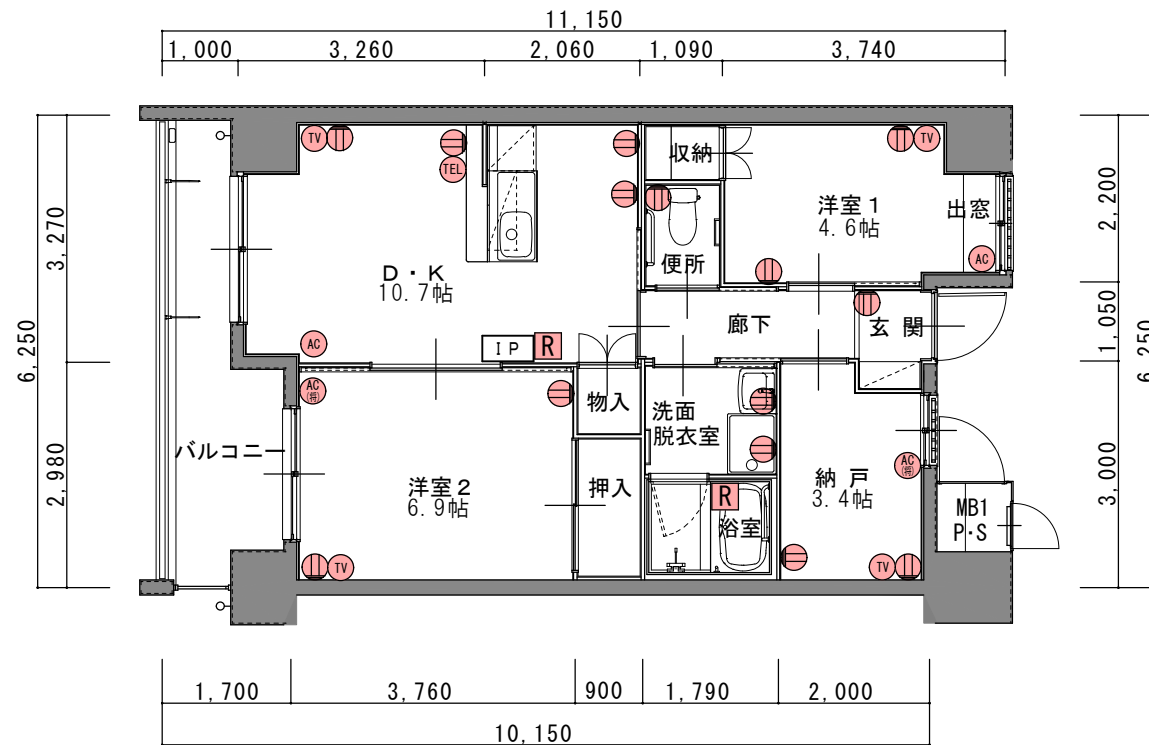 11,150
1,000
3,260
2,060
1,090
3,740
TV
TEL
収納
TV
洋室1
4.6帖
出窓
AC
便所
D・K
10.7帖
廊下
玄関
AC
IP
R
6,250
3,270
2,980
2,200
1,050
3,000
6,250
AC
(将)
物入
洗面
脱衣室
バルコニー
洋室2
6.9帖
押入
R
浴室
納戸
3.4帖
AC
(将)
MB1
P・S
TV
TV
1,700
3,760
900
1,790
2,000
10,150